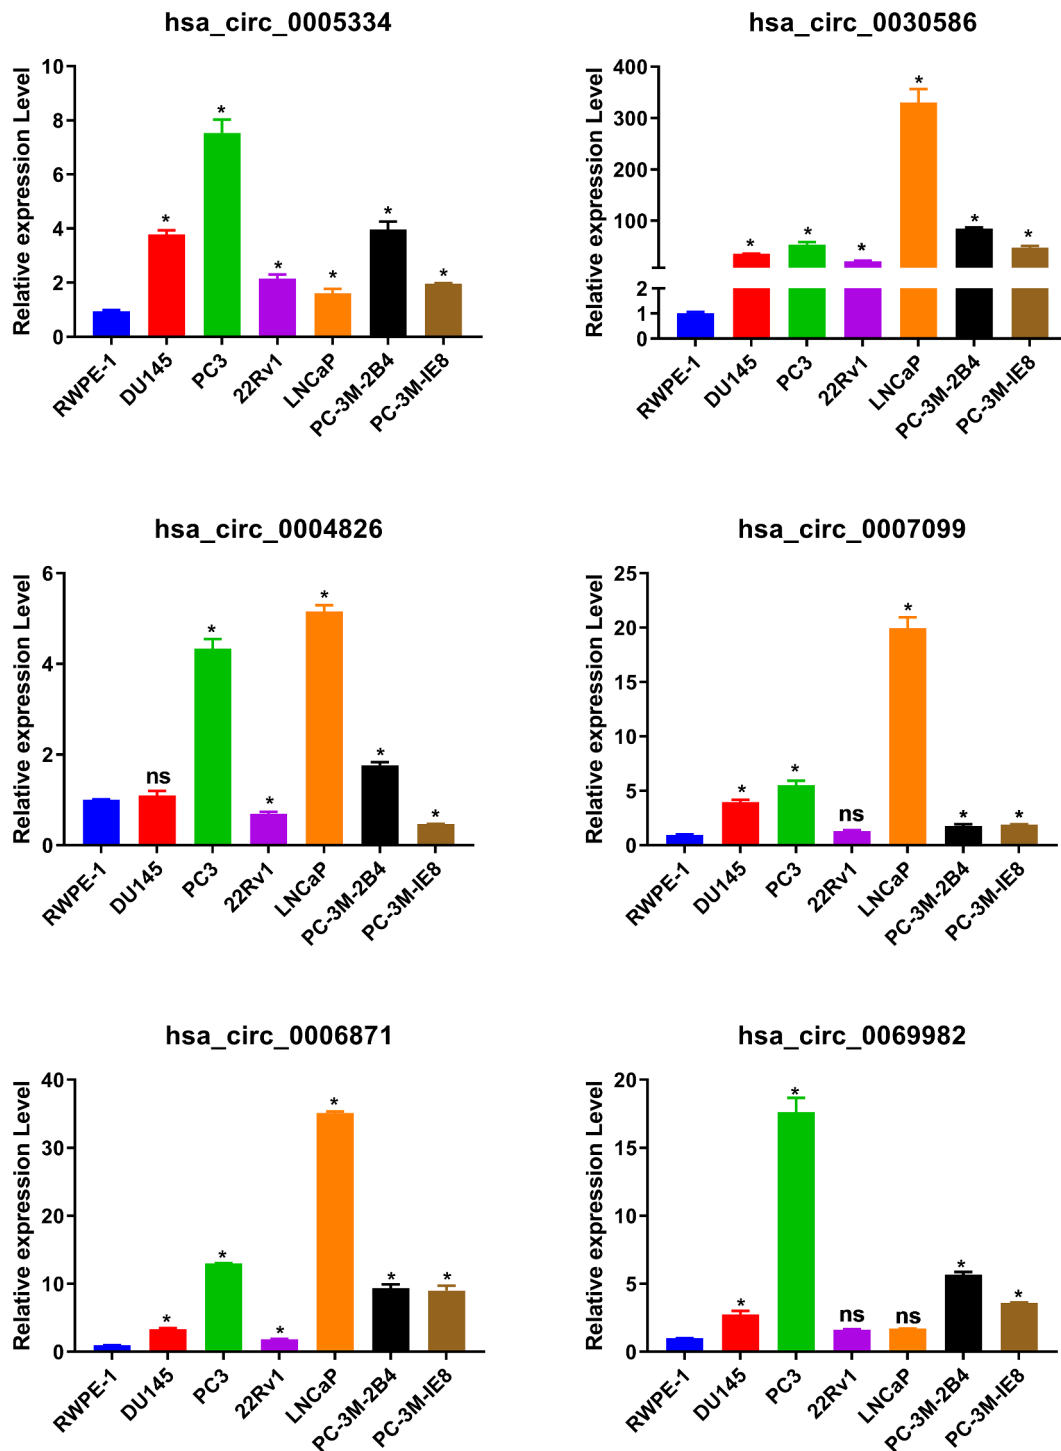 hsa_circ_0005334
Relative expression Level
10
8
6
4
2
0
* * * * * *
RWPE-1 DU145 PC3 22Rv1 LNCaP PC-3M-2B4 PC-3M-IE8
hsa_circ_0030586
Relative expression Level
400
300
200
100
2
1
0
* * * * * *
RWPE-1 DU145 PC3 22Rv1 LNCaP PC-3M-2B4 PC-3M-IE8
hsa_circ_0004826
Relative expression Level
6
4
2
0
ns * * * * *
RWPE-1 DU145 PC3 22Rv1 LNCaP PC-3M-2B4 PC-3M-IE8
hsa_circ_0007099
Relative expression Level
25
20
15
10
5
0
* * ns * * *
RWPE-1 DU145 PC3 22Rv1 LNCaP PC-3M-2B4 PC-3M-IE8
hsa_circ_0006871
Relative expression Level
40
30
20
10
0
* * * * * *
RWPE-1 DU145 PC3 22Rv1 LNCaP PC-3M-2B4 PC-3M-IE8
hsa_circ_0069982
Relative expression Level
20
15
10
5
0
* * ns ns * *
RWPE-1 DU145 PC3 22Rv1 LNCaP PC-3M-2B4 PC-3M-IE8